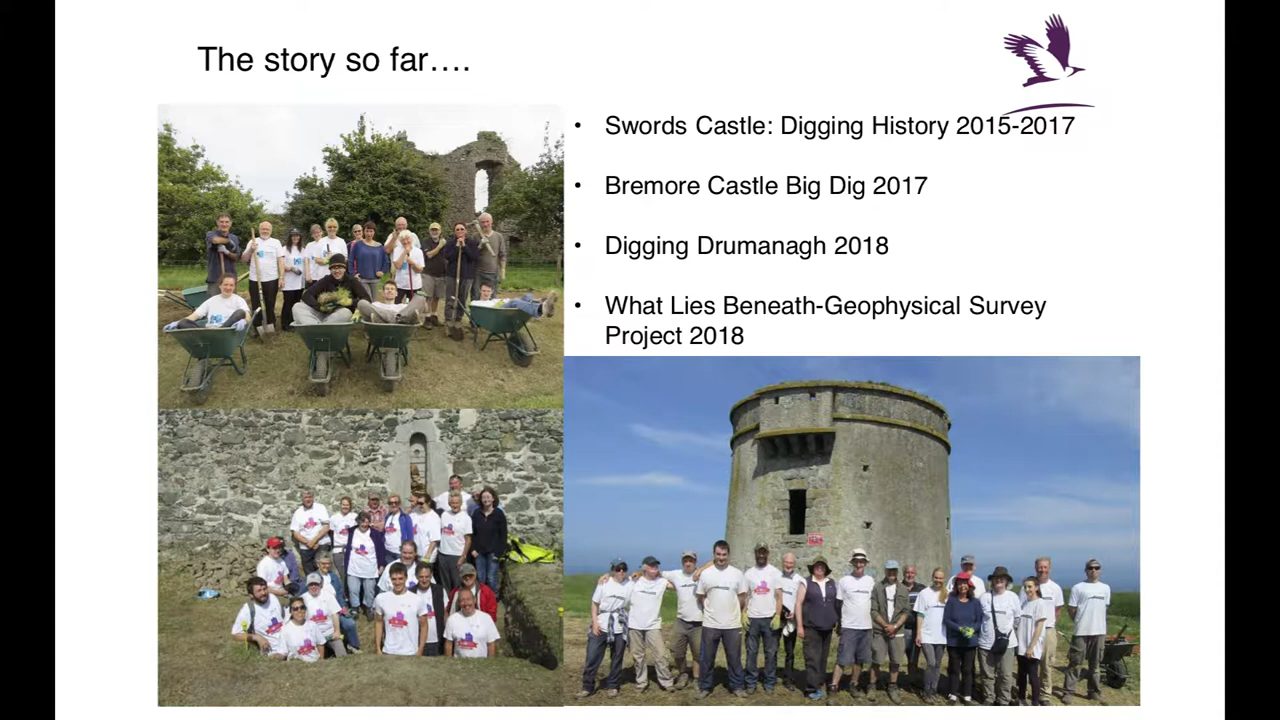 The story so far….
• Swords Castle: Digging History 2015-2017
• Bremore Castle Big Dig 2017
• Digging Drumanagh 2018
• What Lies Beneath-Geophysical Survey
Project 2018